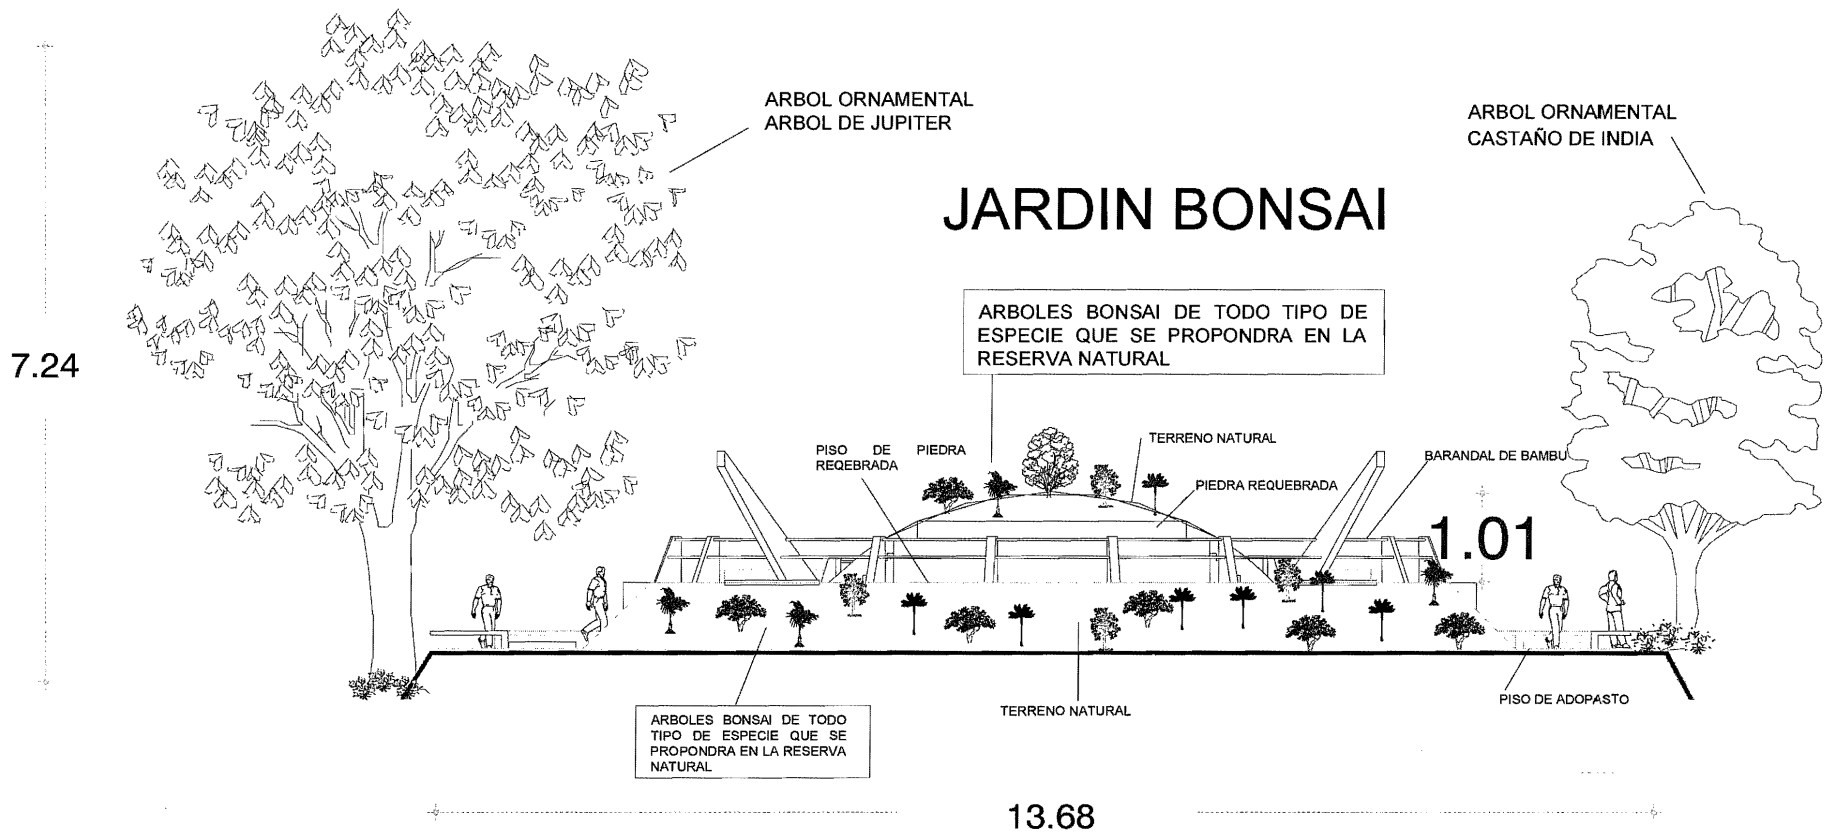 ARBOL ORNAMENTAL
ARBOL DE JUPITER
ARBOL ORNAMENTAL
CASTAÑO DE INDIA
JARDIN BONSAI
ARBOLES BONSAI DE TODO TIPO DE
ESPECIE QUE SE PROPONDRA EN LA
RESERVA NATURAL
7.24
PISO DE PIEDRA
REQEBRADA
TERRENO NATURAL
BARANDAL DE BAMBU
PIEDRA REQUEBRADA
1.01
ARBOLES BONSAI DE TODO
TIPO DE ESPECIE QUE SE
PROPONDRA EN LA RESERVA
NATURAL
TERRENO NATURAL
PISO DE ADOPASTO
13.68